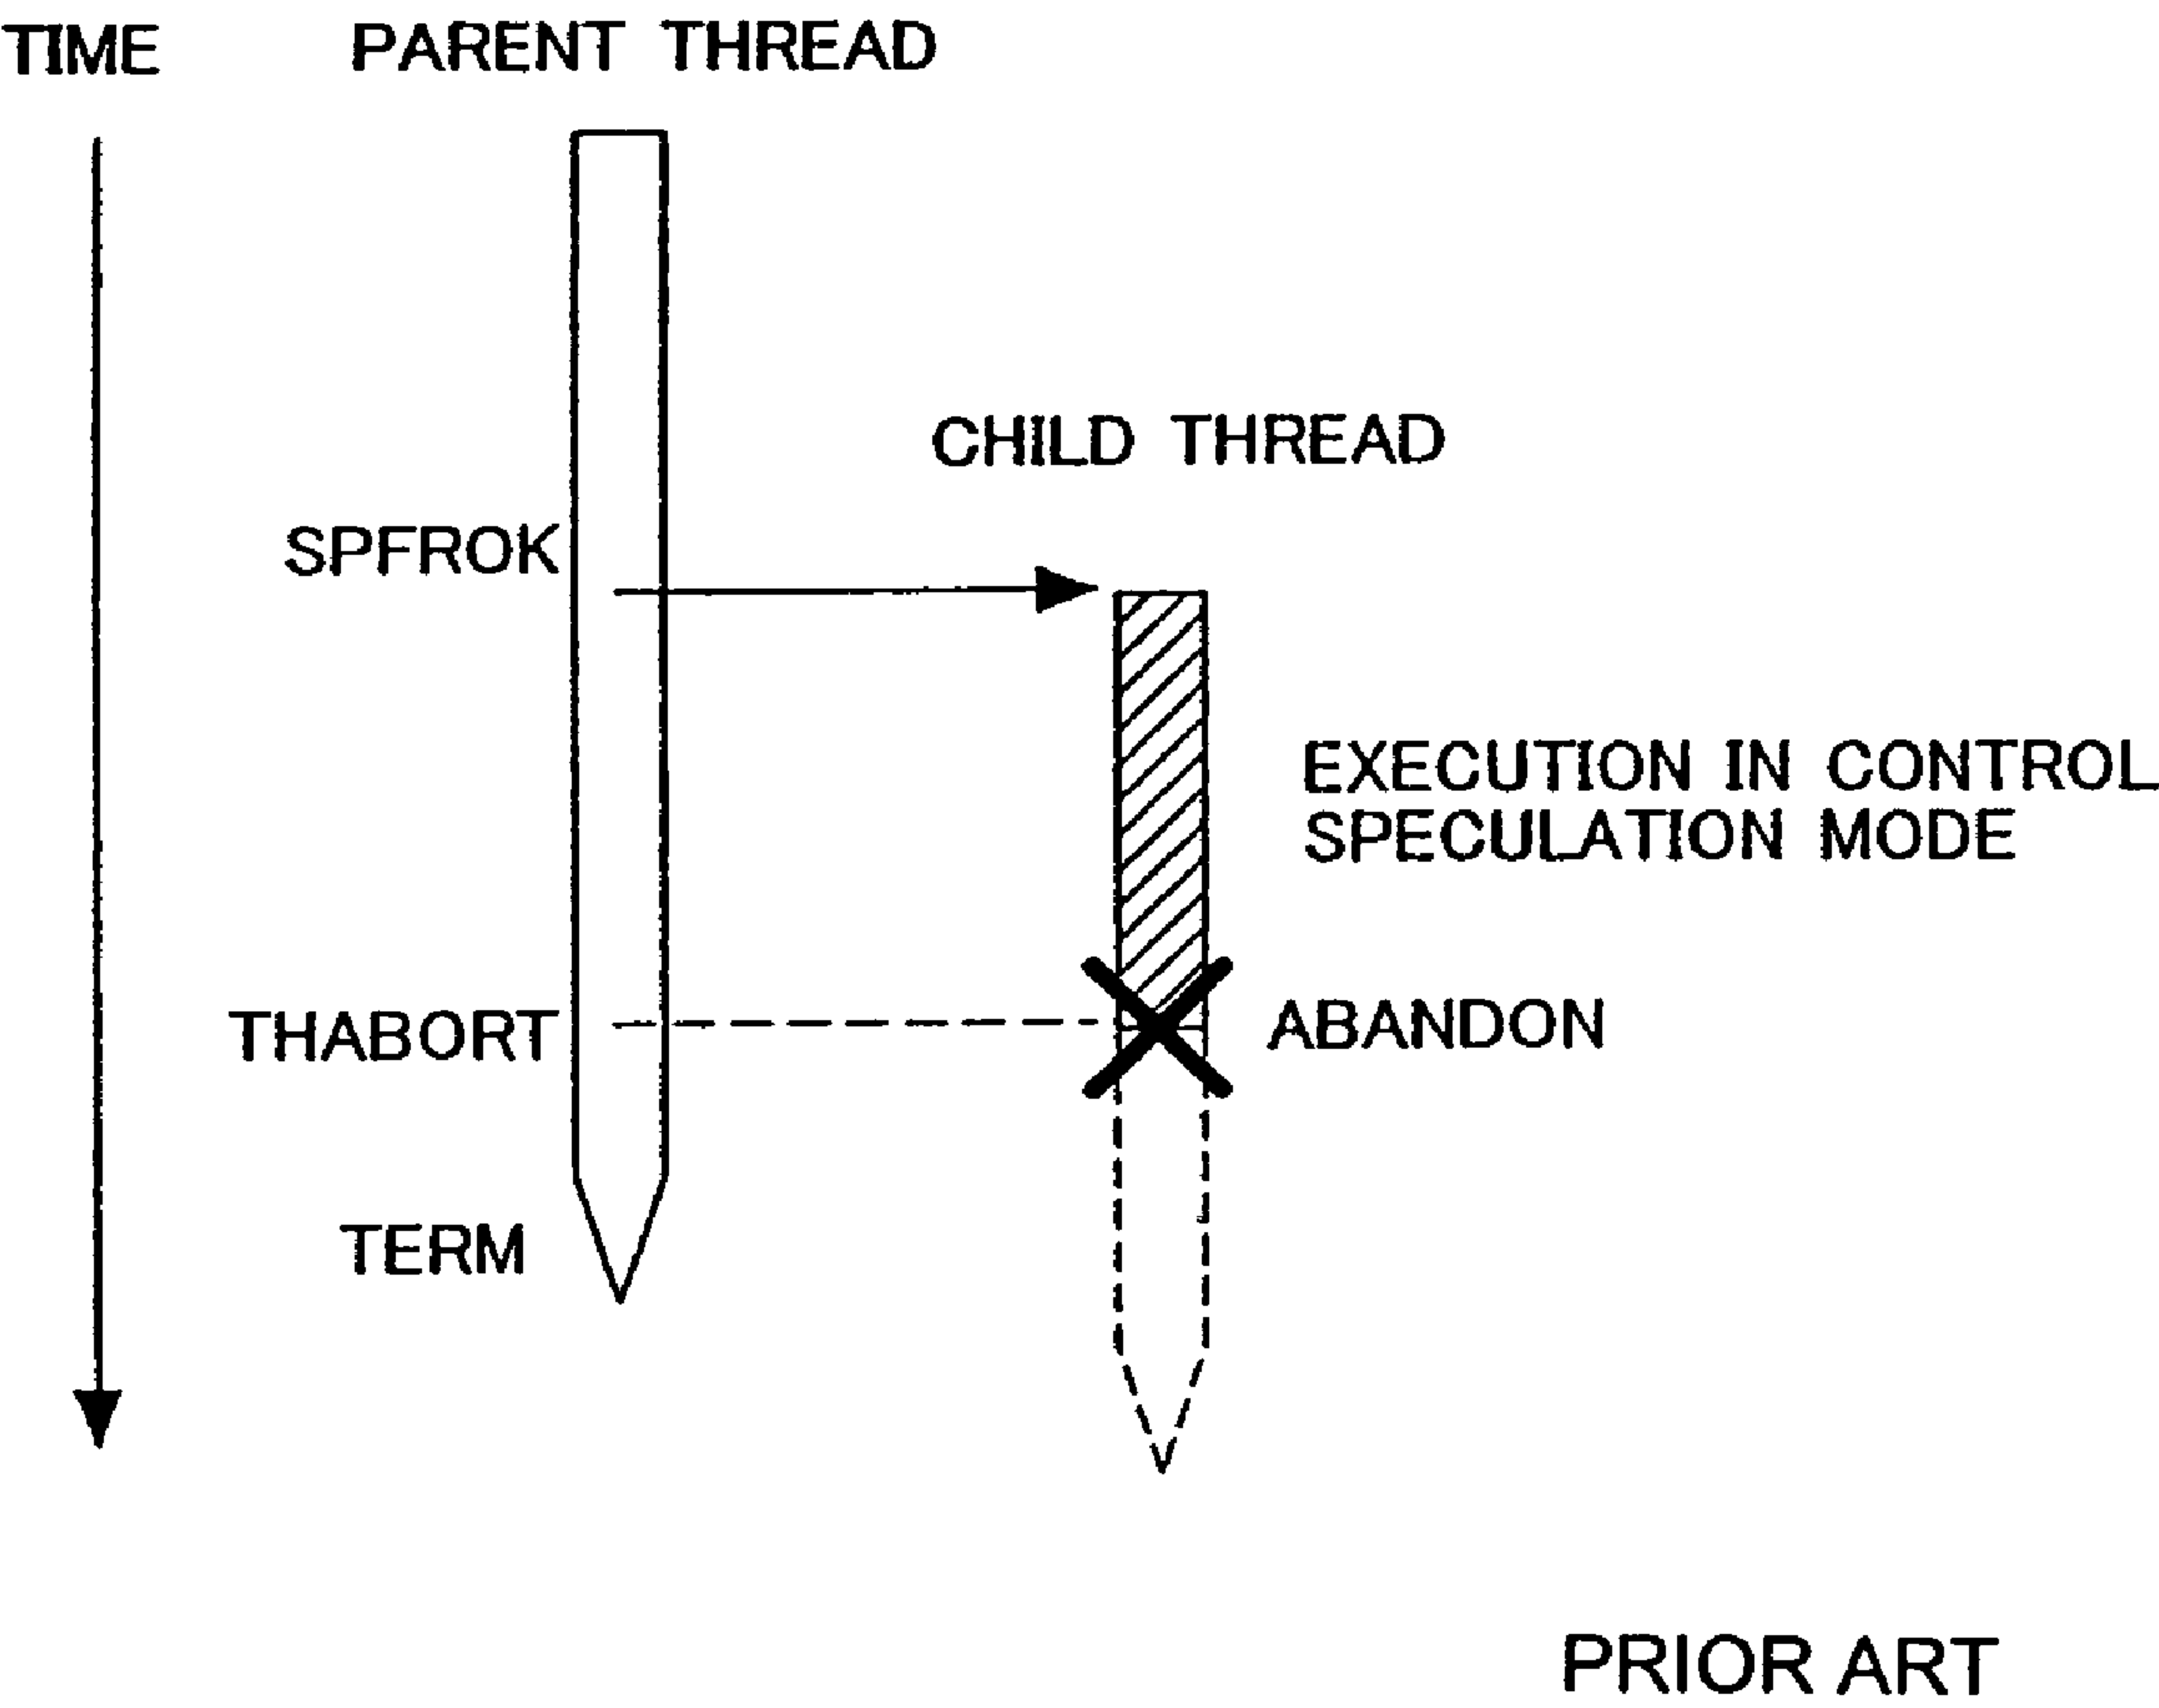 TIME
PARENT THREAD
CHILD THREAD
SPFROK
EXECUTION IN CONTROL
SPECULATION MODE
THABORT
ABANDON
TERM
PRIOR ART